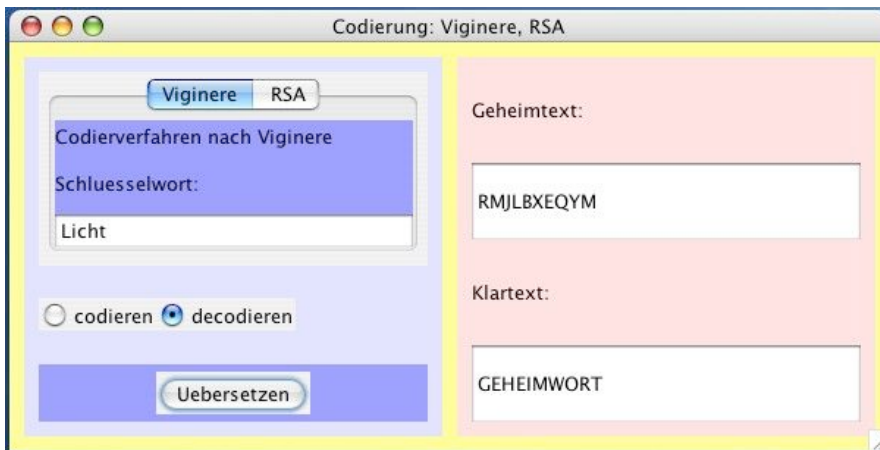 Codierung: Viginere, RSA
Viginere RSA
Codierverfahren nach Viginere
Schluesselwort:
Licht
codieren decodieren
Uebersetzen
Geheimtext:
RMJLBXEQYM
Klartext:
GEHEIMWORT